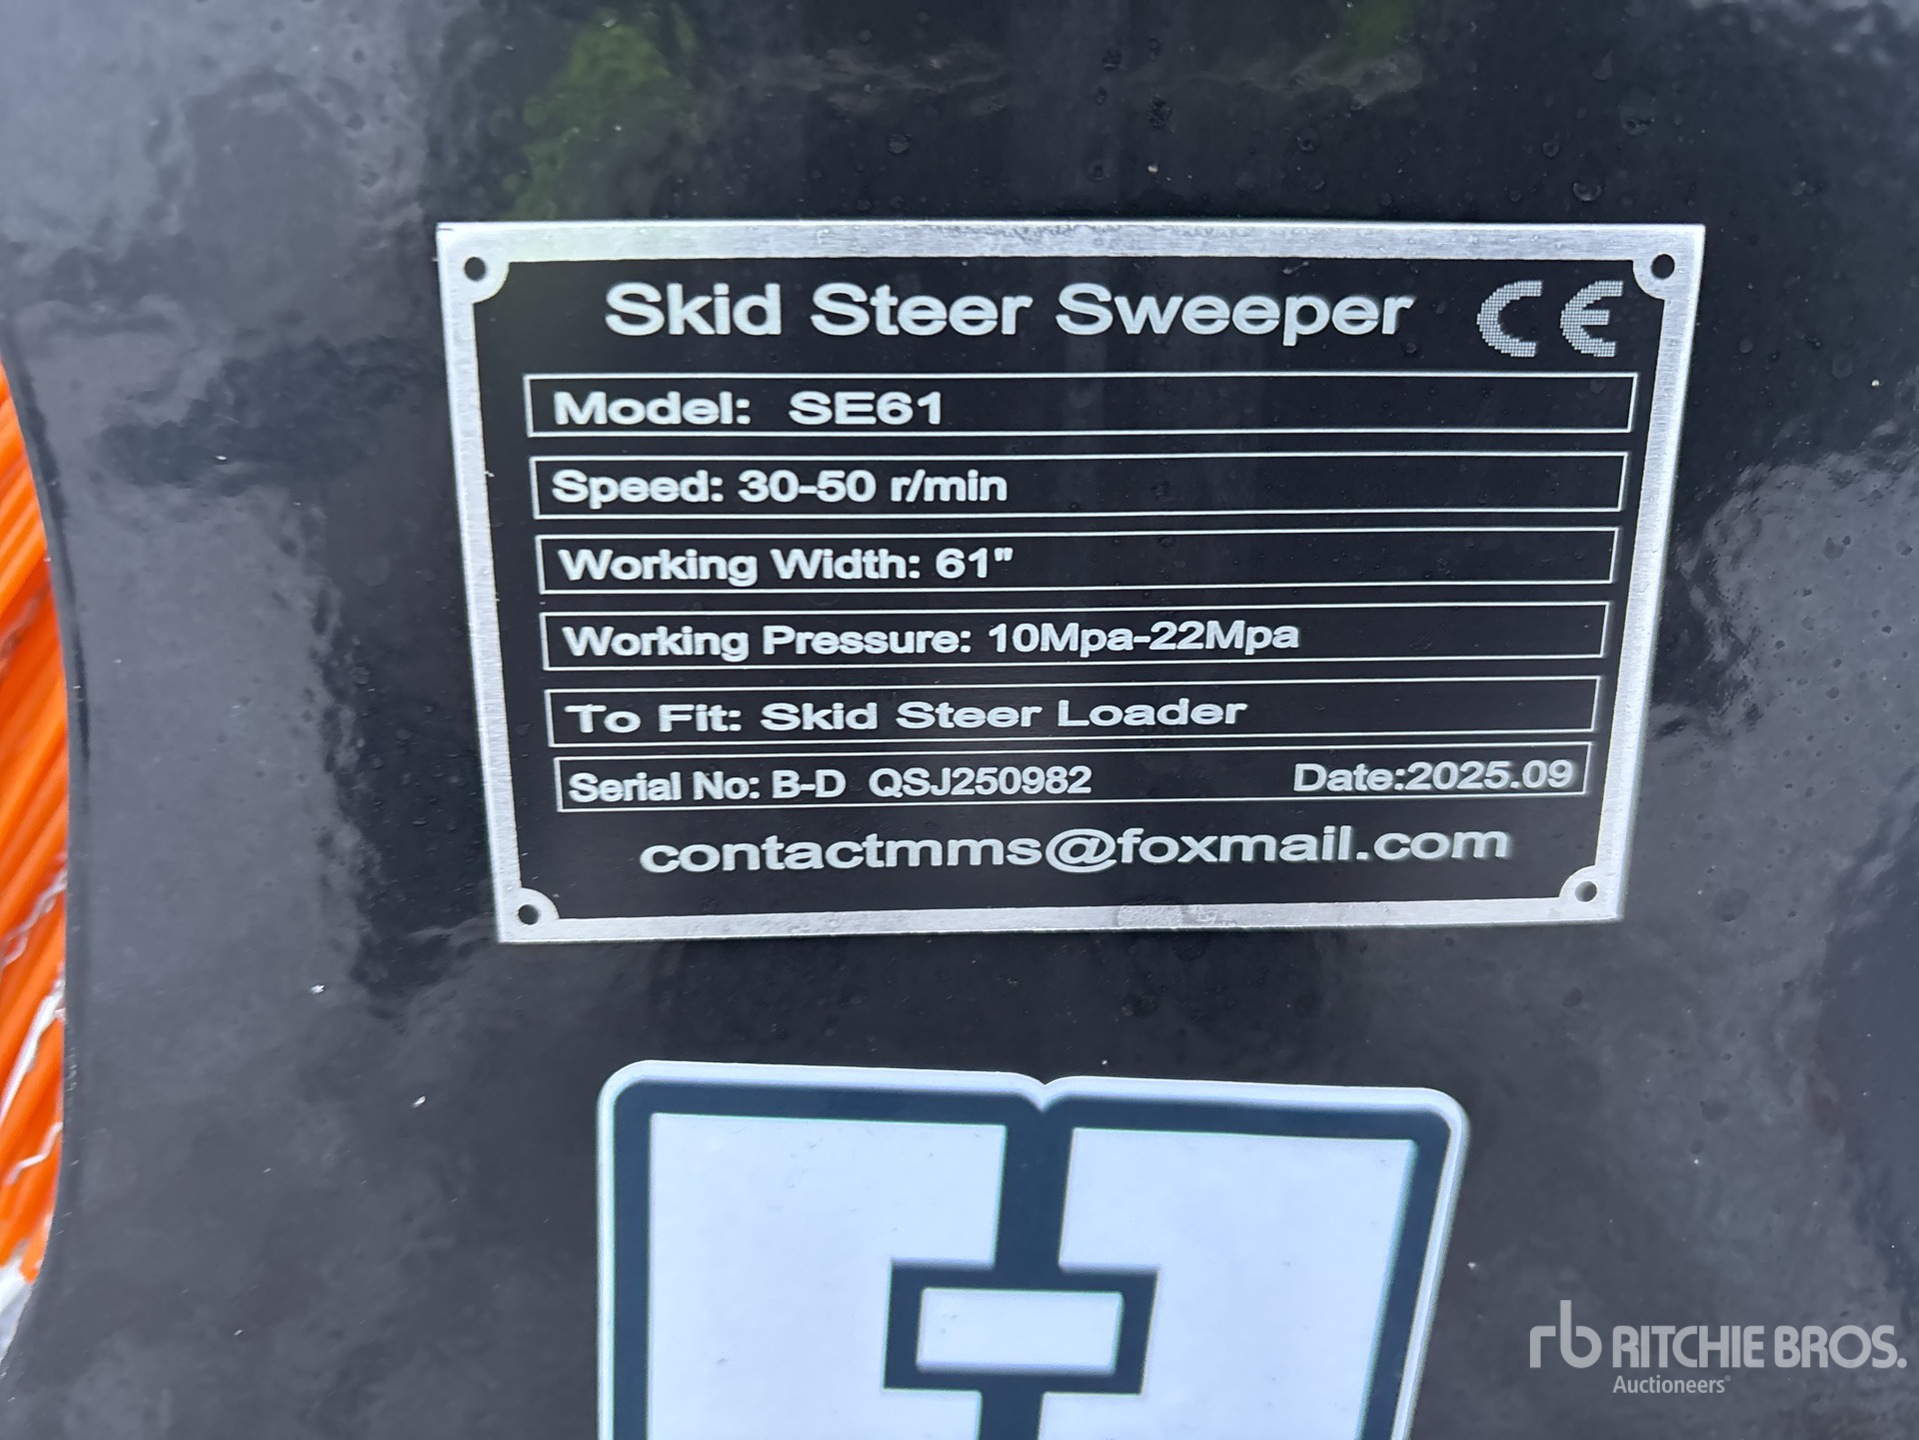 Skid Steer Sweeper CE
Model: SE61
Speed: 30-50 r/min
Working Width: 61"
Working Pressure: 10Mpa-22Mpa
To Fit: Skid Steer Loader
Serial No: B-D QSJ250982 Date:2025.09
contactmms@foxmail.com
rb RITCHIE BROS.
Auctioneers®